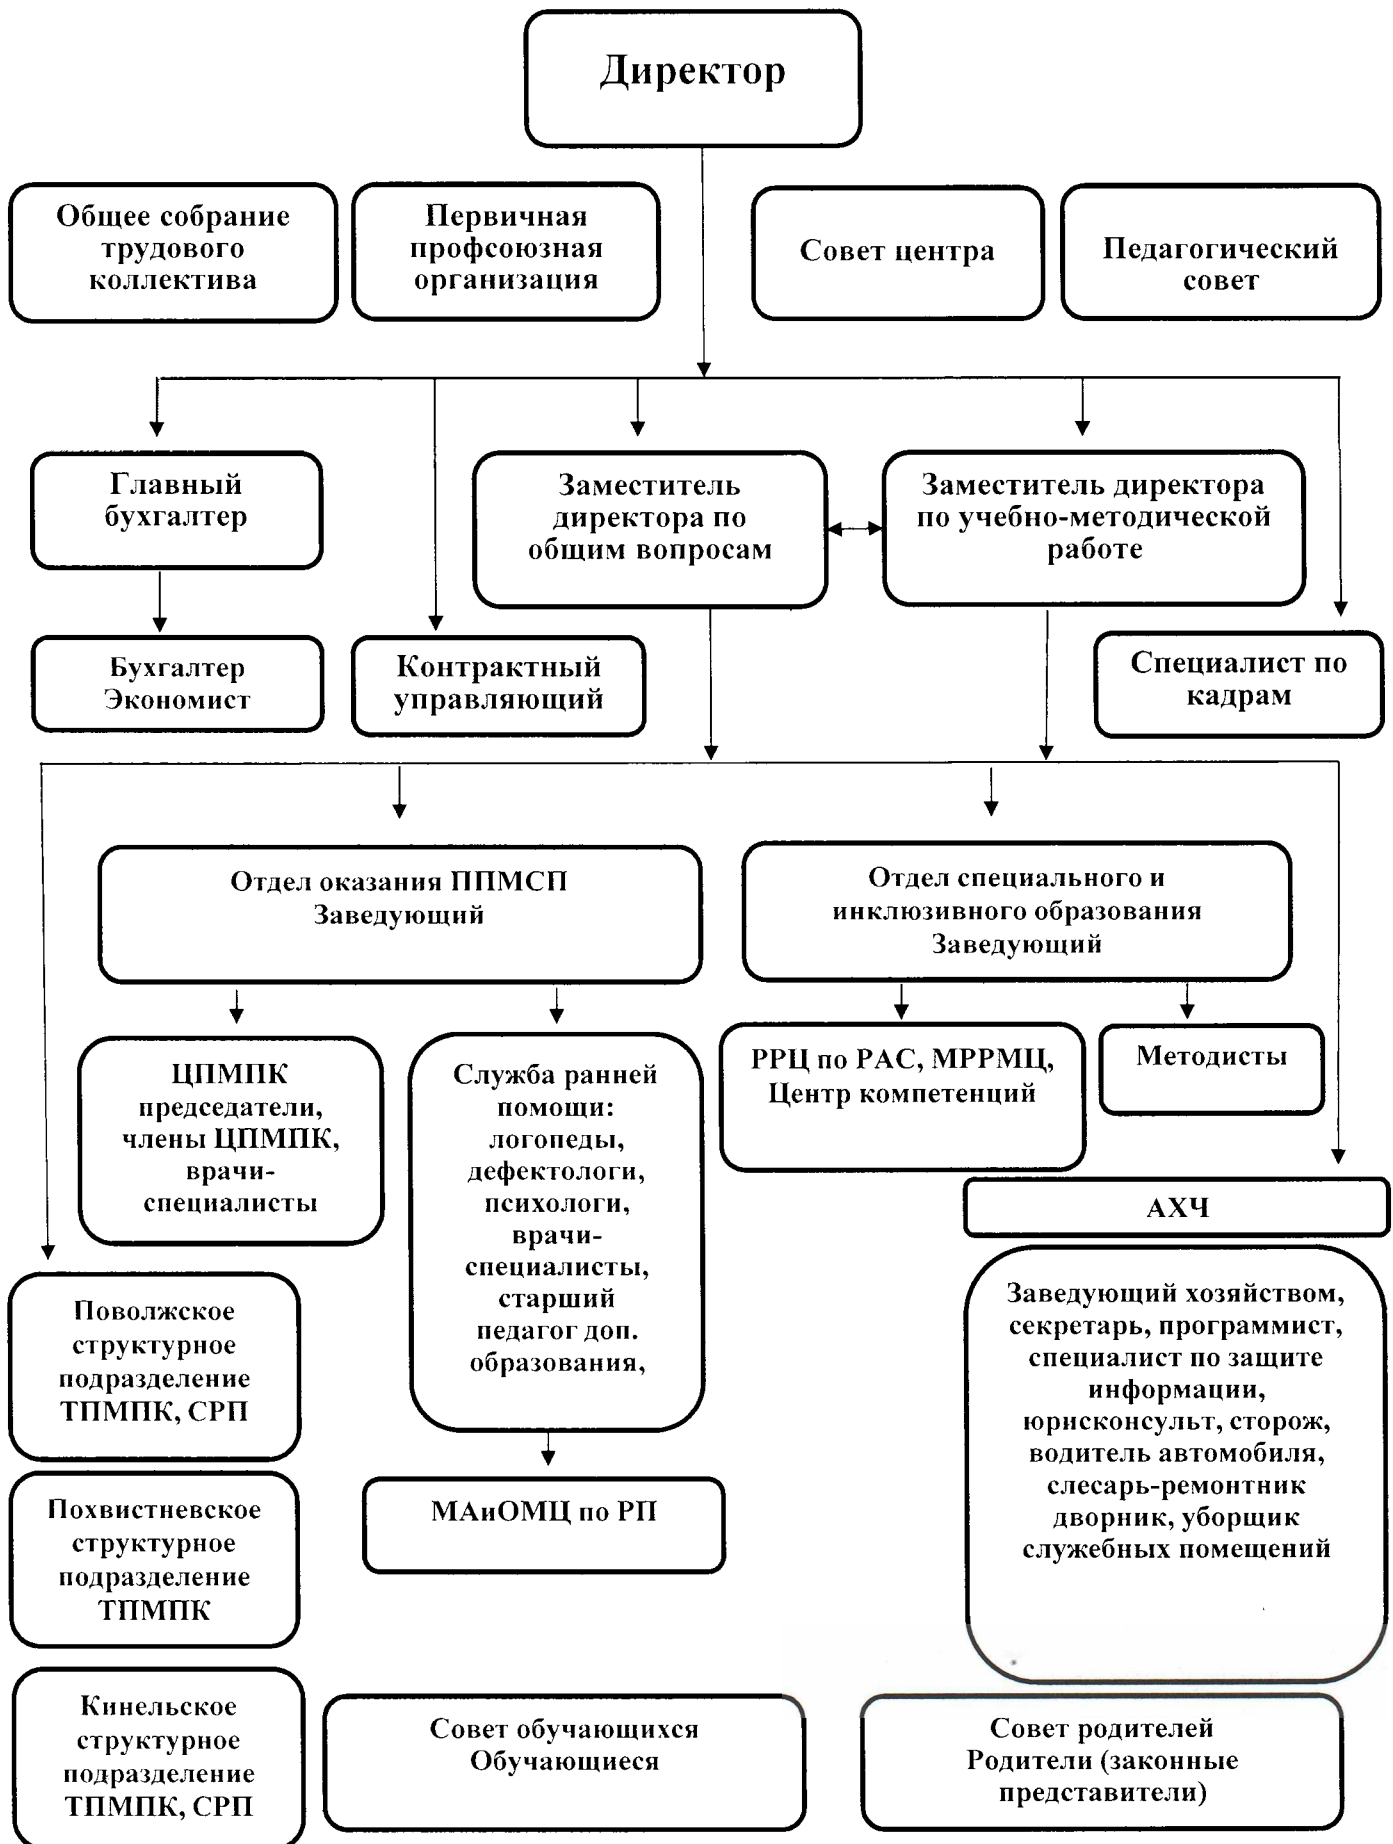 Директор
Общее собрание
трудового
коллектива
Первичная
профсоюзная
организация
Совет центра
Педагогический
совет
Главный
бухгалтер
Заместитель
директора по
общим вопросам
Заместитель директора
по учебно-методической
работе
Бухгалтер
Экономист
Контрактный
управляющий
Специалист по
кадрам
Отдел оказания ППМСП
Заведующий
Отдел специального и
инклюзивного образования
Заведующий
ЦПМПК
председатели,
члены ЦПМПК,
врачи-
специалисты
Служба ранней
помощи:
логопеды,
дефектологи,
психологи,
врачи-
специалисты,
старший
педагог доп.
образования,
РРЦ по РАС, МРРМЦ,
Центр компетенций
Методисты
АХЧ
Заведующий хозяйством,
секретарь, программист,
специалист по защите
информации,
юрисконсульт, сторож,
водитель автомобиля,
слесарь-ремонтник
дворник, уборщик
служебных помещений
Поволжское
структурное
подразделение
ТПМПК, СРП
МАиОМЦ по РП
Похвистневское
структурное
подразделение
ТПМПК
Кинельское
структурное
подразделение
ТПМПК, СРП
Совет обучающихся
Обучающиеся
Совет родителей
Родители (законные
представители)